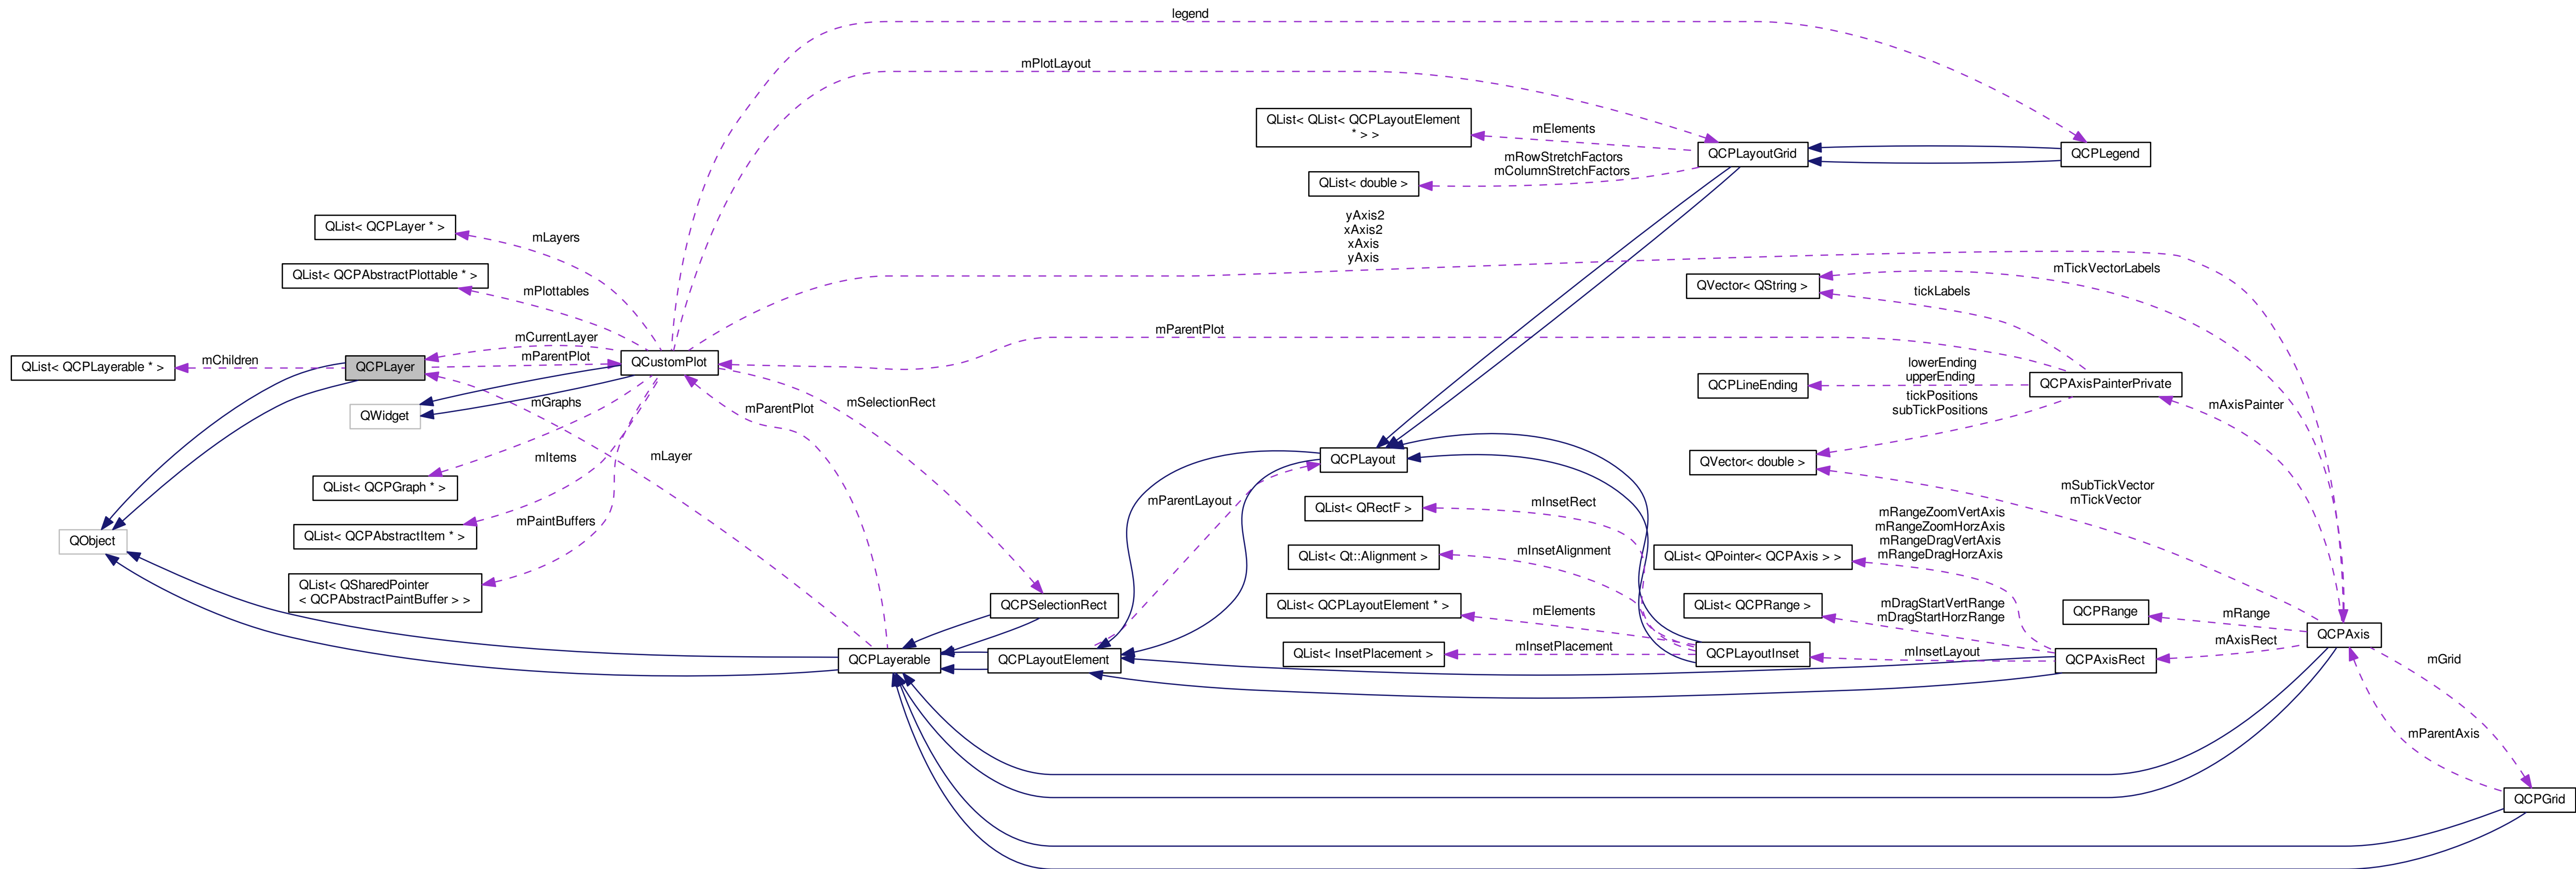 legend
mPlotLayout
QList< QList< QCPLayoutElement
* > >
mElements
QCPLayoutGrid
QCPLegend
mRowStretchFactors
mColumnStretchFactors
QList< double >
yAxis2
xAxis2
xAxis
yAxis
QList< QCPLayer * >
mLayers
QList< QCPAbstractPlottable * >
mPlottables
mTickVectorLabels
QVector< QString >
tickLabels
mParentPlot
mCurrentLayer
mParentPlot
QList< QCPLayerable * >
mChildren
QCPLayer
QCustomPlot
lowerEnding
upperEnding
QCPLineEnding
QCPAxisPainterPrivate
tickPositions
subTickPositions
QWidget
mGraphs
mParentPlot
mSelectionRect
mAxisPainter
mItems
mLayer
QCPLayout
QVector< double >
QList< QCPGraph * >
mParentLayout
mSubTickVector
mTickVector
QList< QRectF >
mInsetRect
mPaintBuffers
QList< QCPAbstractItem * >
QObject
mRangeZoomVertAxis
mRangeZoomHorzAxis
mRangeDragVertAxis
mRangeDragHorzAxis
QList< Qt::Alignment >
mInsetAlignment
QList< QPointer< QCPAxis > >
QList< QSharedPointer
< QCPAbstractPaintBuffer > >
QCPSelectionRect
QList< QCPLayoutElement * >
mElements
QList< QCPRange >
mDragStartVertRange
mDragStartHorzRange
QCPRange
mRange
QCPAxis
mAxisRect
QCPLayerable
QCPLayoutElement
QList< InsetPlacement >
mInsetPlacement
QCPLayoutInset
mInsetLayout
QCPAxisRect
mGrid
mParentAxis
QCPGrid